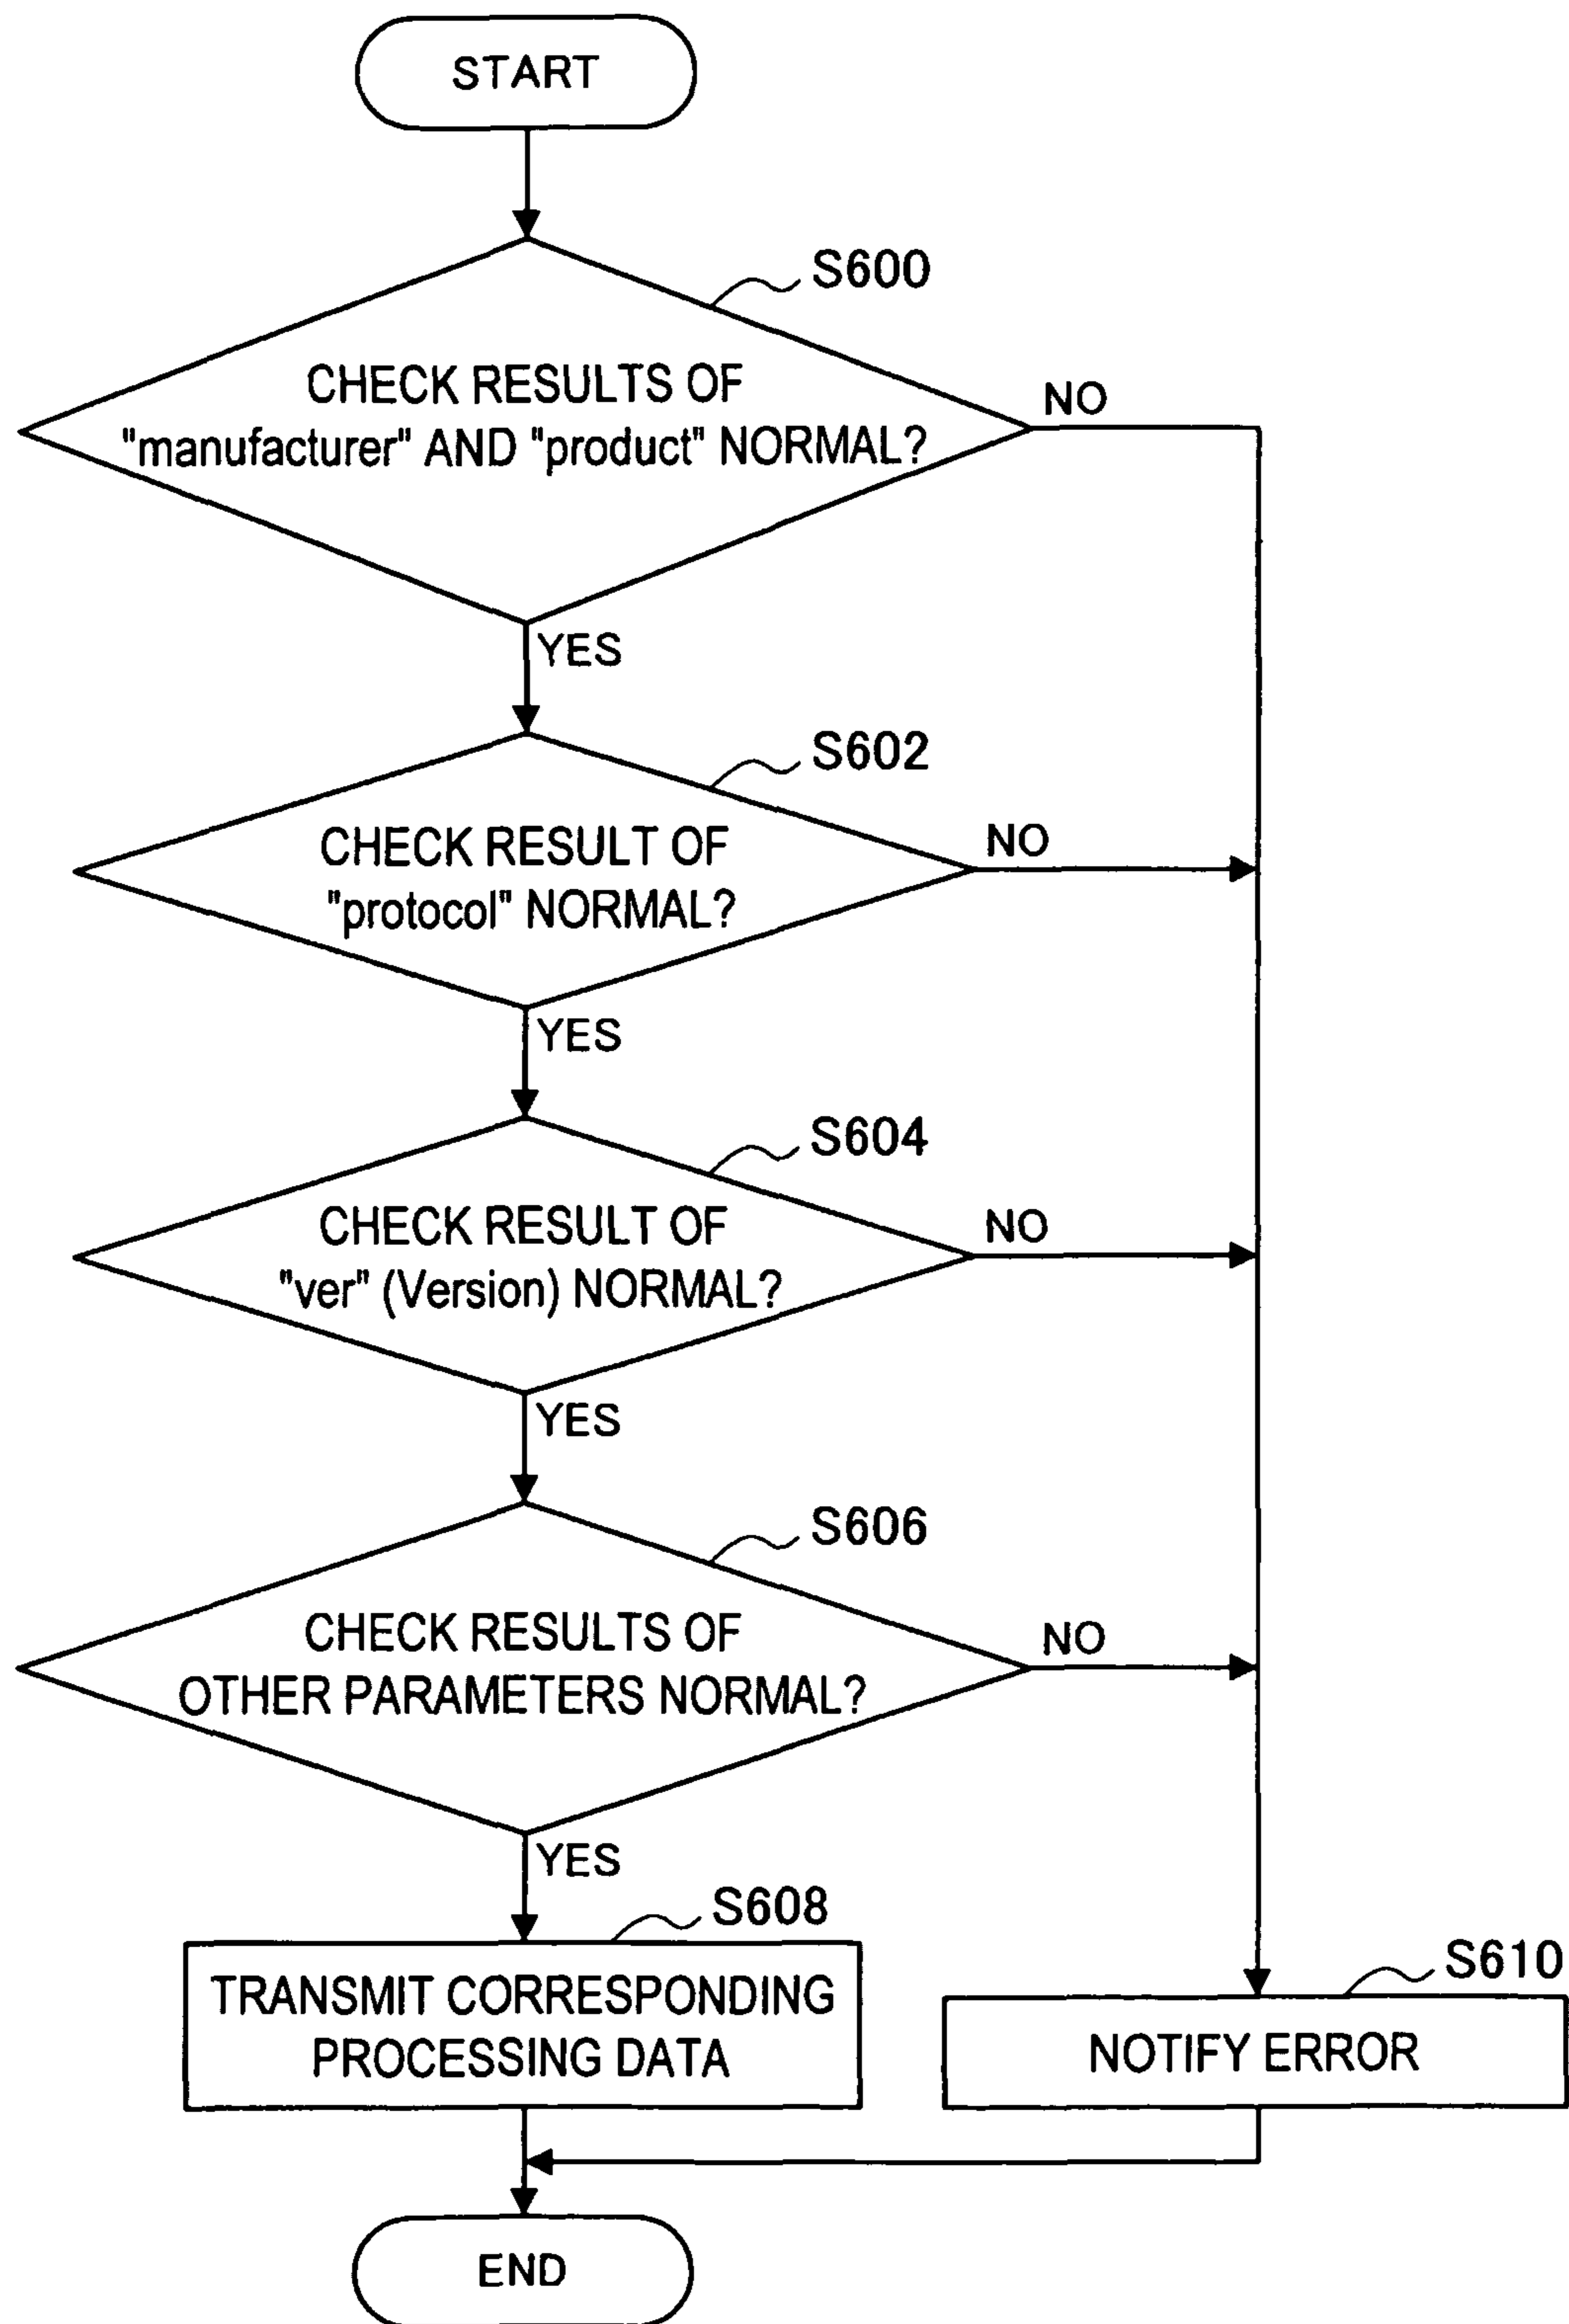 START
S600
CHECK RESULTS OF
"manufacturer" AND "product" NORMAL?
NO
YES
S602
CHECK RESULT OF
"protocol" NORMAL?
NO
YES
S604
CHECK RESULT OF
"ver" (Version) NORMAL?
NO
YES
S606
CHECK RESULTS OF
OTHER PARAMETERS NORMAL?
NO
YES
S608
TRANSMIT CORRESPONDING
PROCESSING DATA
S610
NOTIFY ERROR
END